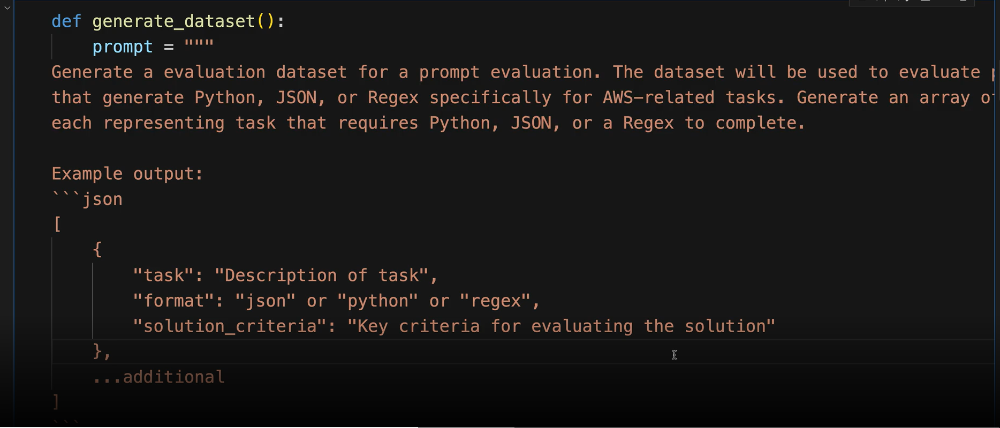 def generate_dataset():
prompt = """
Generate a evaluation dataset for a prompt evaluation. The dataset will be used to evaluate
that generate Python, JSON, or Regex specifically for AWS-related tasks. Generate an array
each representing task that requires Python, JSON, or a Regex to complete.
Example output:
```json
[
{
"task": "Description of task",
"format": "json" or "python" or "regex",
"solution_criteria": "Key criteria for evaluating the solution"
},
...additional
]
```